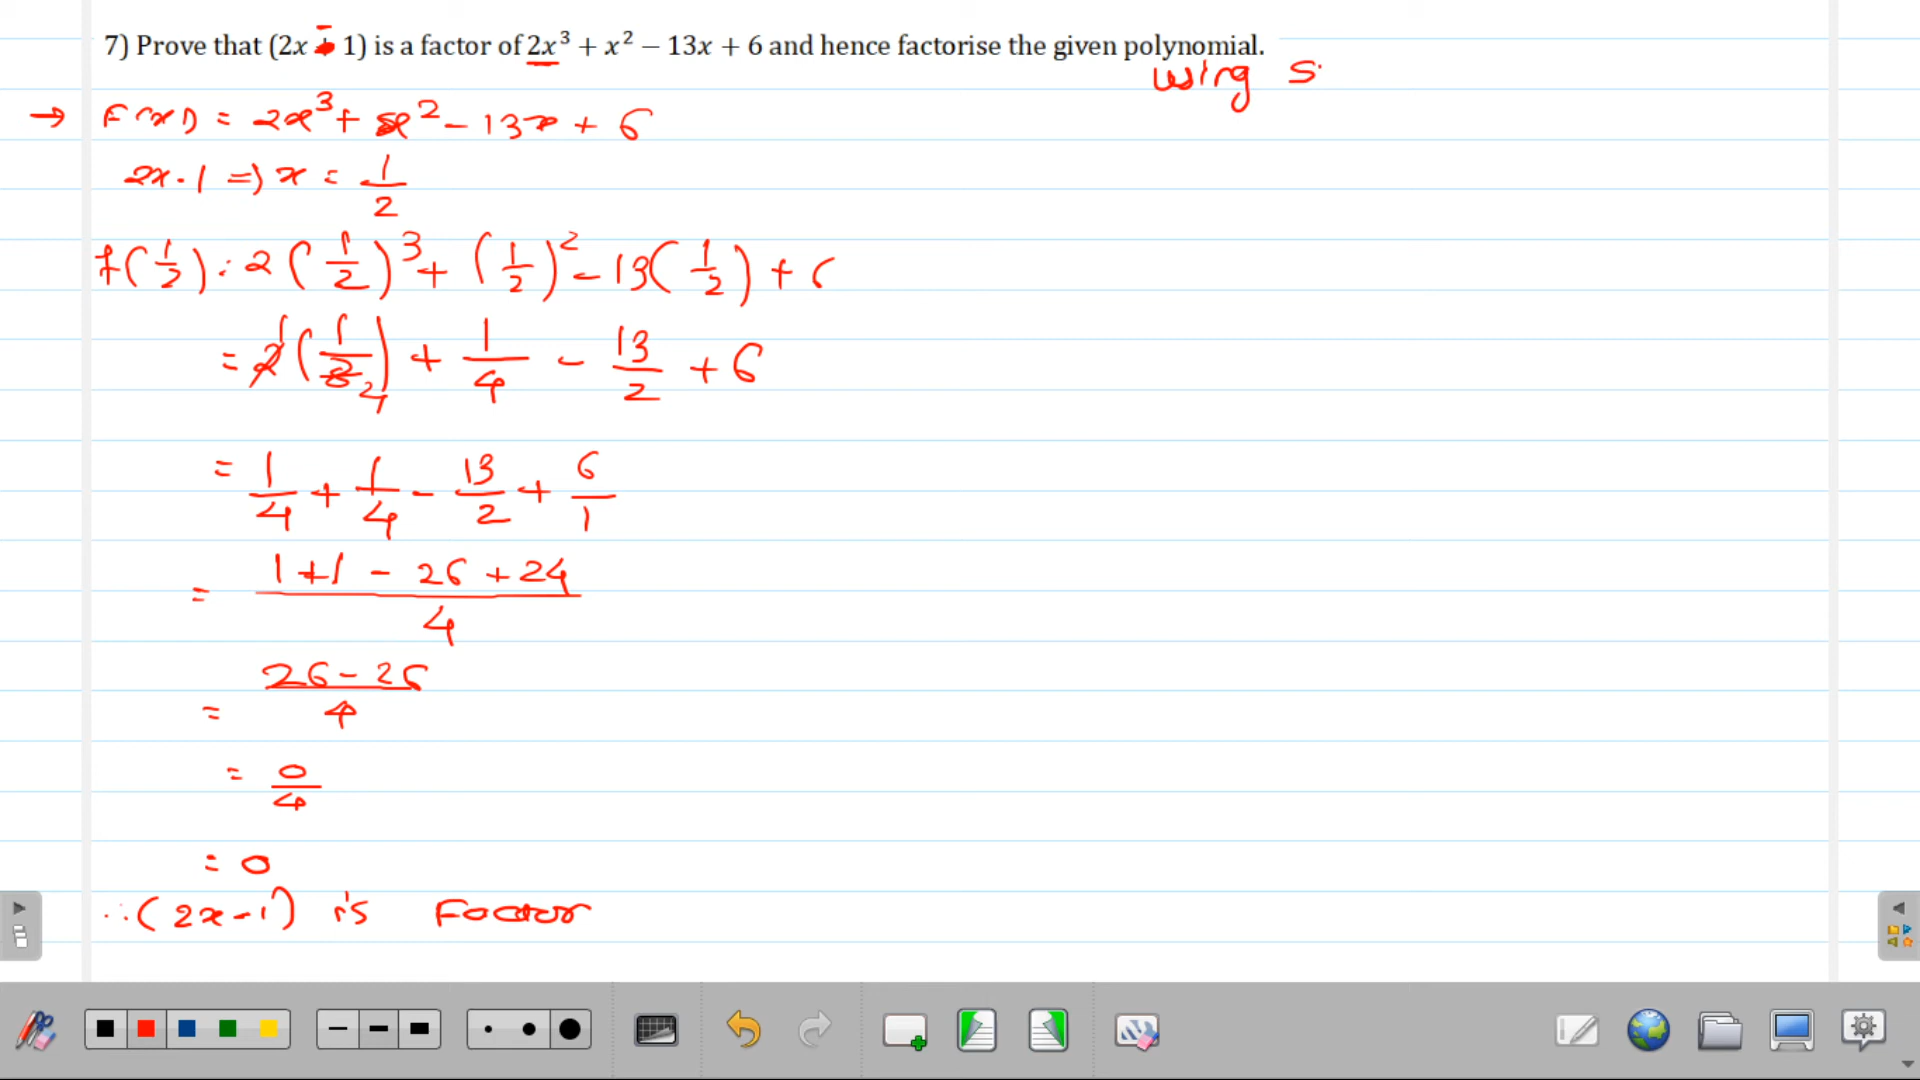 7) Prove that (2x - 1) is a factor of 2x³ + x² − 13x + 6 and hence factorise the given polynomial.
using S
→ F(x) = 2x³ + x² - 13x + 6
2x - 1 => x = 1/2
f(1/2) = 2(1/2)³ + (1/2)² - 13(1/2) + 6
= 2(1/8) + 1/4 - 13/2 + 6
= 1/4 + 1/4 - 13/2 + 6/1
= (1+1 - 26 + 24)/4
= (26 - 26)/4
= 0/4
= 0
∴ (2x - 1) is Factor